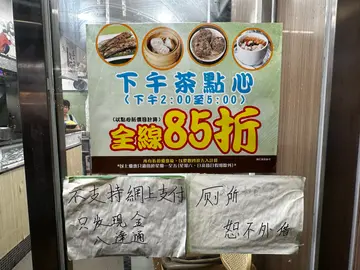 下午茶點心
(下午2:00至5:00)
(以點心紙價目計算)
全線85折
不支持網上支付
只收現金
八達通
厠所
恕不外借